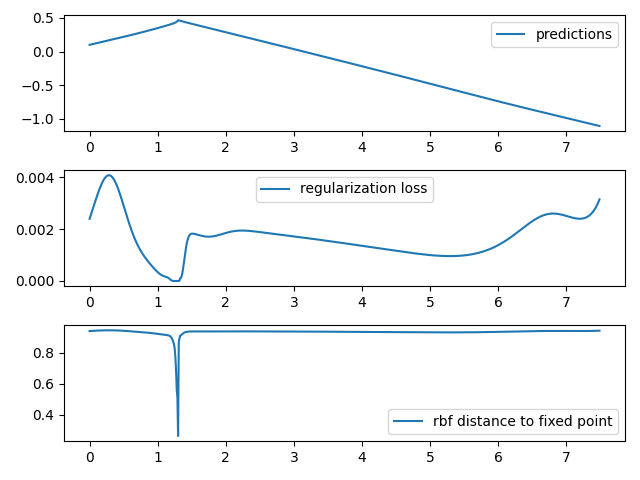 0.5
0.0
−0.5
−1.0
predictions
0 1 2 3 4 5 6 7
0.004
0.002
0.000
regularization loss
0 1 2 3 4 5 6 7
0.8
0.6
0.4
rbf distance to fixed point
0 1 2 3 4 5 6 7